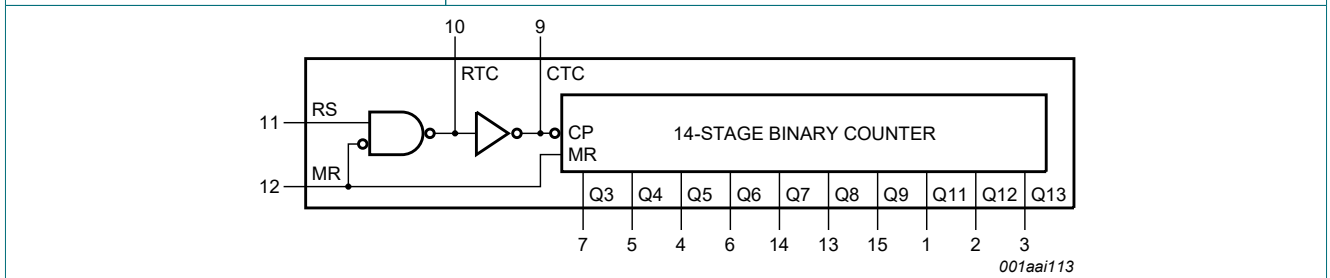 10 9
RTC CTC
RS
11
CP
14-STAGE BINARY COUNTER
MR
MR
12
Q3 Q4 Q5 Q6 Q7 Q8 Q9 Q11 Q12 Q13
7 5 4 6 14 13 15 1 2 3
001aai113